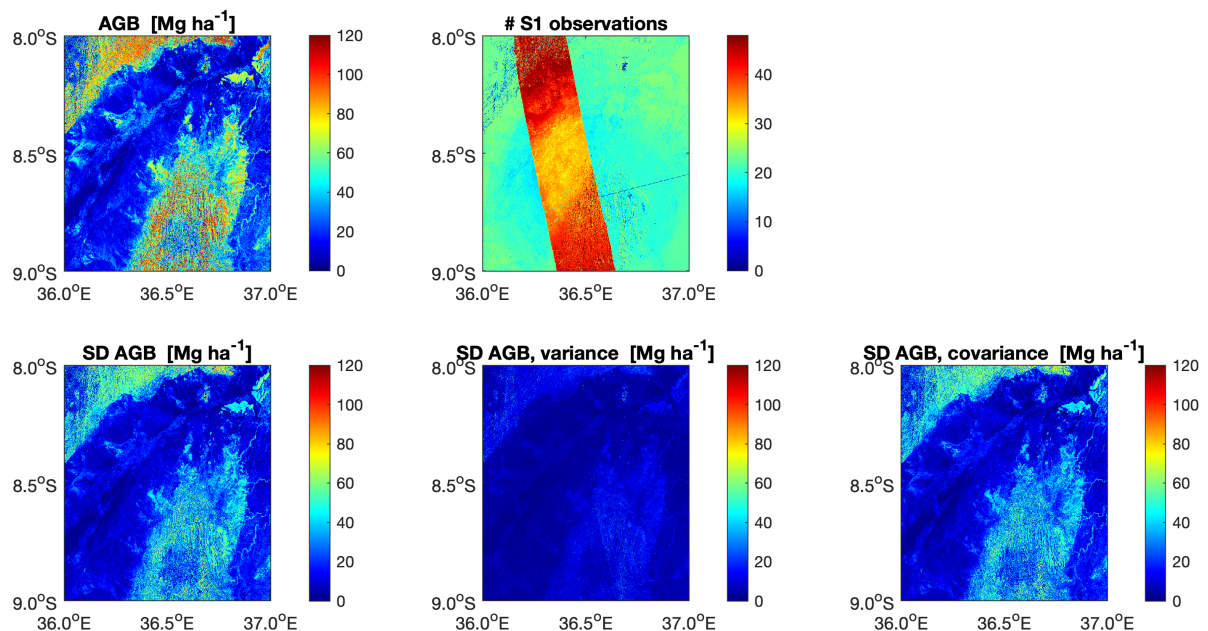 AGB [Mg ha⁻¹]
# S1 observations
8.0°S
8.5°S
9.0°S
36.0°E
36.5°E
37.0°E
120
100
80
60
40
20
0
8.0°S
8.5°S
9.0°S
36.0°E
36.5°E
37.0°E
40
30
20
10
0
SD AGB [Mg ha⁻¹]
SD AGB, variance [Mg ha⁻¹]
SD AGB, covariance [Mg ha⁻¹]
8.0°S
8.5°S
9.0°S
36.0°E
36.5°E
37.0°E
120
100
80
60
40
20
0
8.0°S
8.5°S
9.0°S
36.0°E
36.5°E
37.0°E
120
100
80
60
40
20
0
8.0°S
8.5°S
9.0°S
36.0°E
36.5°E
37.0°E
120
100
80
60
40
20
0